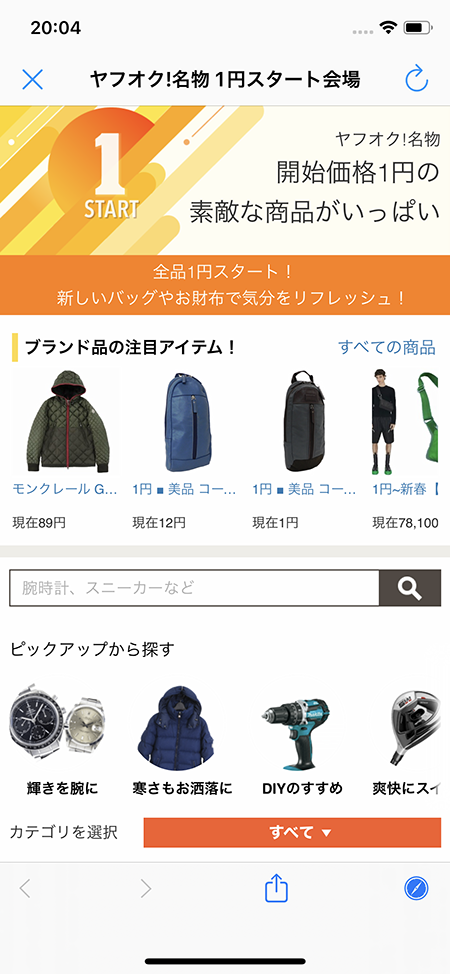 20:04
ヤフオク!名物 1円スタート会場
1
START
ヤフオク!名物
開始価格1円の
素敵な商品がいっぱい
全品1円スタート!
新しいバッグやお財布で気分をリフレッシュ!
ブランド品の注目アイテム!
すべての商品
モンクレール G...
1円 ■ 美品 コー...
1円 ■ 美品 コー...
1円~新春【
現在89円
現在12円
現在1円
現在78,100
腕時計、スニーカーなど
ピックアップから探す
輝きを腕に
寒さもお洒落に
DIYのすすめ
爽快にスイ
カテゴリを選択
すべて ▼